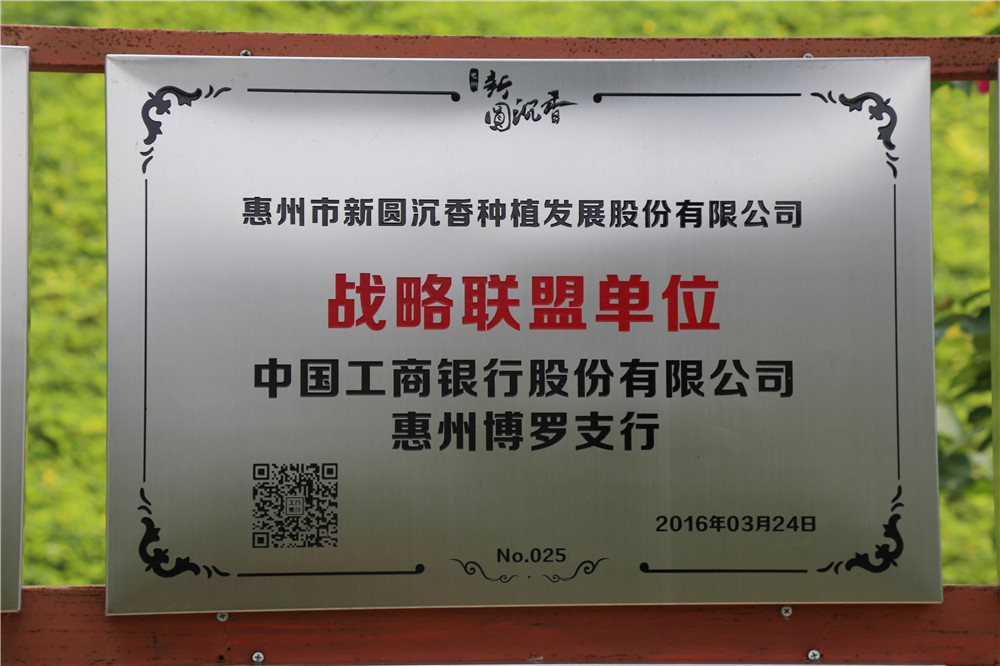 新
圆沉香
惠州市新圆沉香种植发展股份有限公司
战略联盟单位
中国工商银行股份有限公司
惠州博罗支行
2016年03月24日
No.025